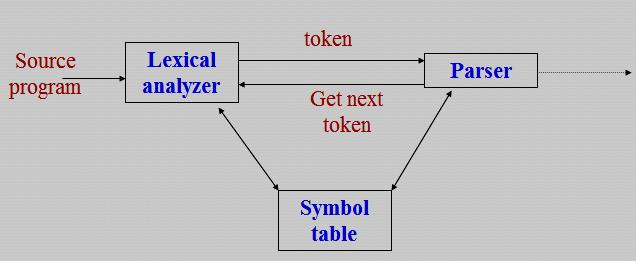 Source
program
Lexical
analyzer
token
Get next
token
Parser
Symbol
table